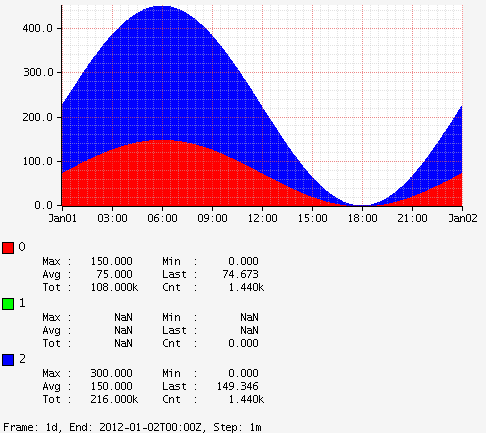 400.0
300.0
200.0
100.0
0.0
Jan01 03:00 06:00 09:00 12:00 15:00 18:00 21:00 Jan02
0
Max : 150.000 Min : 0.000
Avg : 75.000 Last : 74.673
Tot : 108.000k Cnt : 1.440k
1
Max : NaN Min : NaN
Avg : NaN Last : NaN
Tot : NaN Cnt : 0.000
2
Max : 300.000 Min : 0.000
Avg : 150.000 Last : 149.346
Tot : 216.000k Cnt : 1.440k
Frame: 1d, End: 2012-01-02T00:00Z, Step: 1m